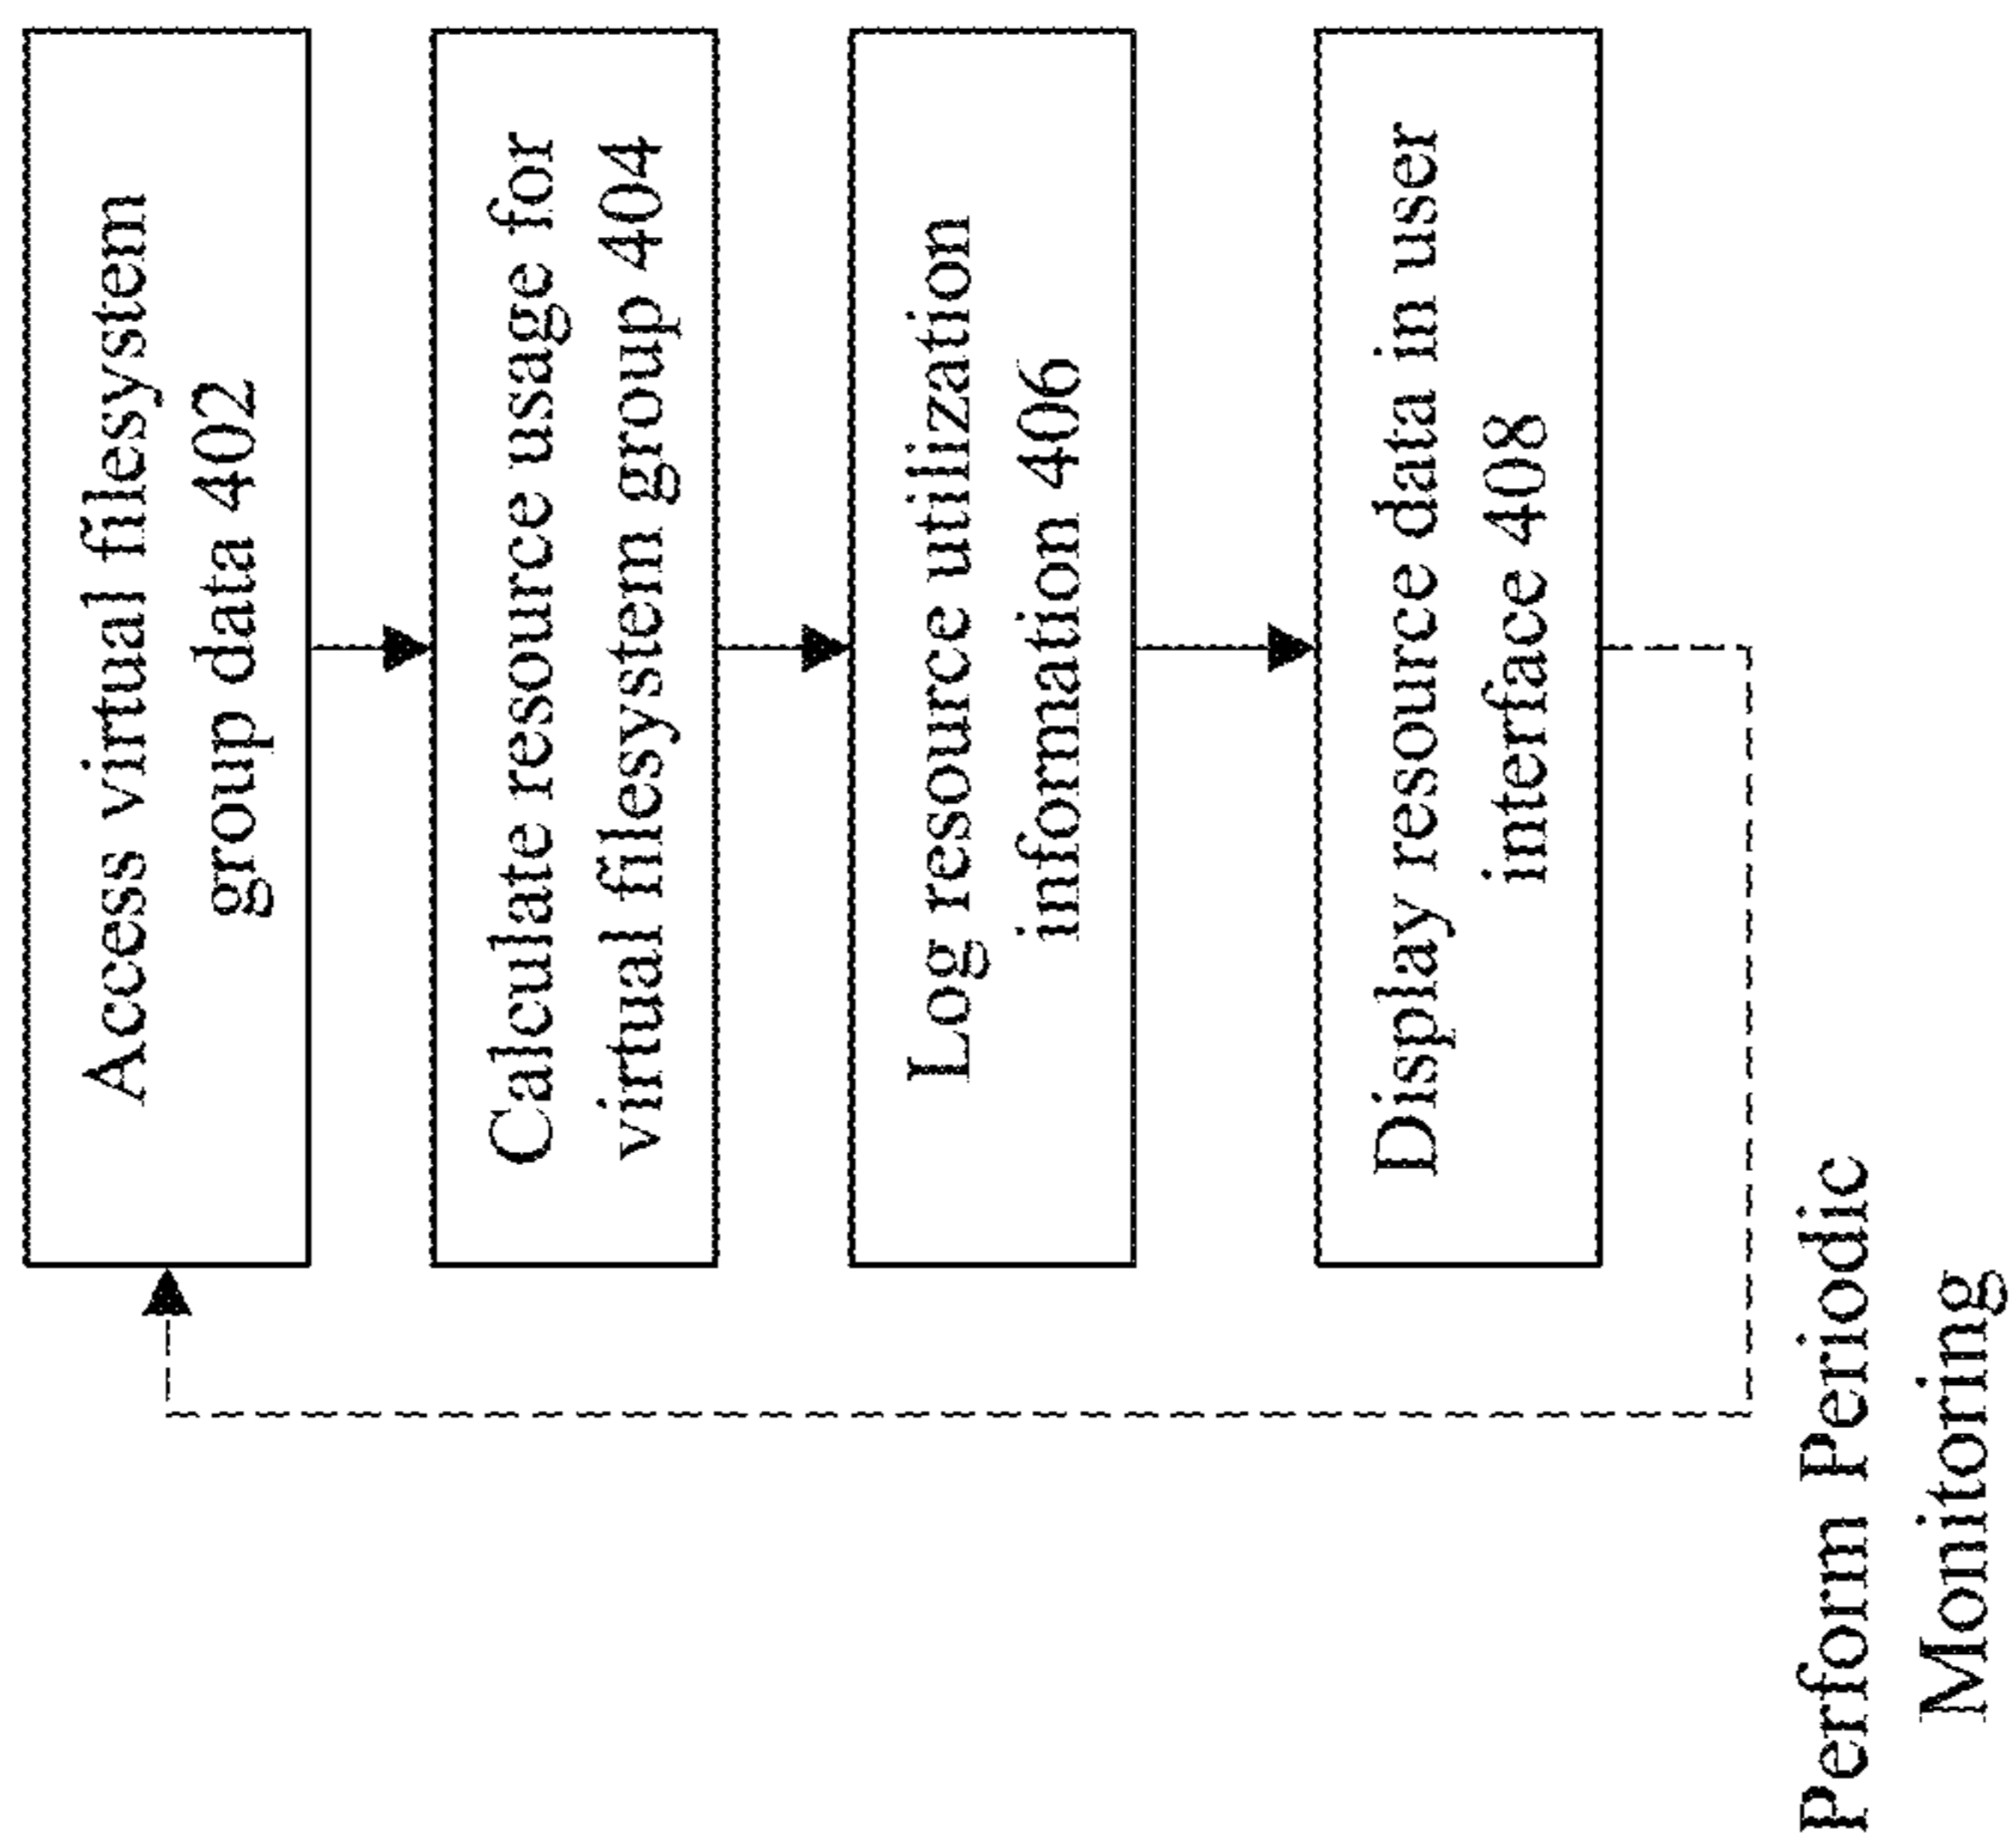 Access virtual filesystem
group data 402
Calculate resource usage for
virtual filesystem group 404
Log resource utilization
information 406
Display resource data in user
interface 408
Perform Periodic
Monitoring